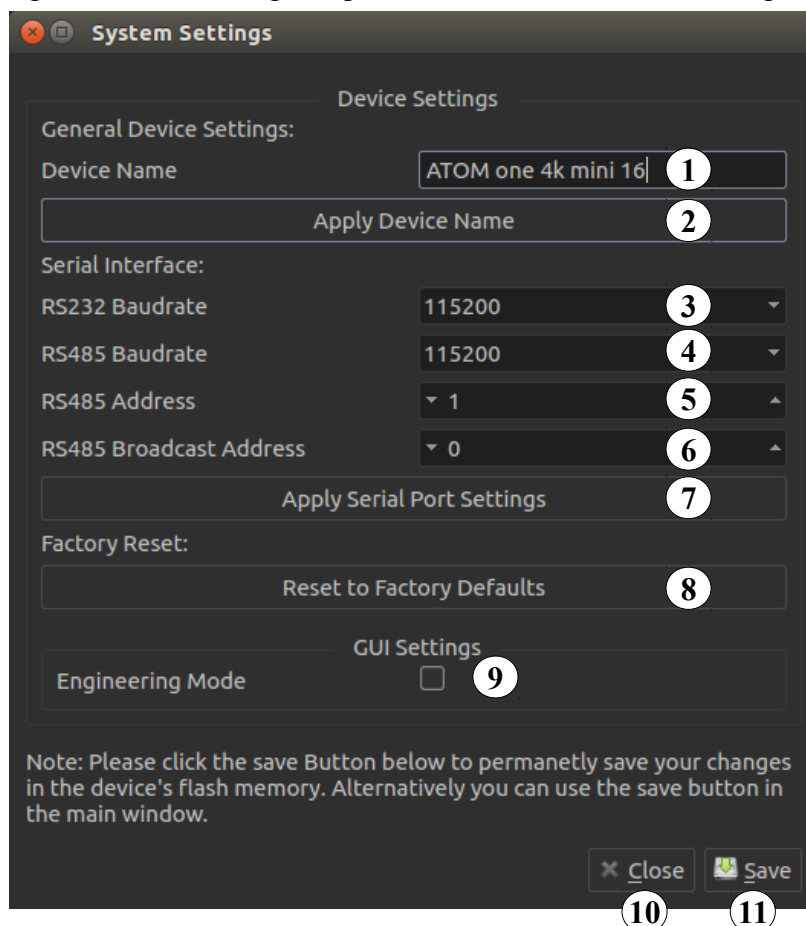 System Settings
Device Settings
General Device Settings:
Device Name ATOM one 4k mini 16 1
Apply Device Name 2
Serial Interface:
RS232 Baudrate 115200 3
RS485 Baudrate 115200 4
RS485 Address 1 5
RS485 Broadcast Address 0 6
Apply Serial Port Settings 7
Factory Reset:
Reset to Factory Defaults 8
GUI Settings
Engineering Mode 9
Note: Please click the save Button below to permanetly save your changes
in the device's flash memory. Alternatively you can use the save button in
the main window.
Close Save
10 11